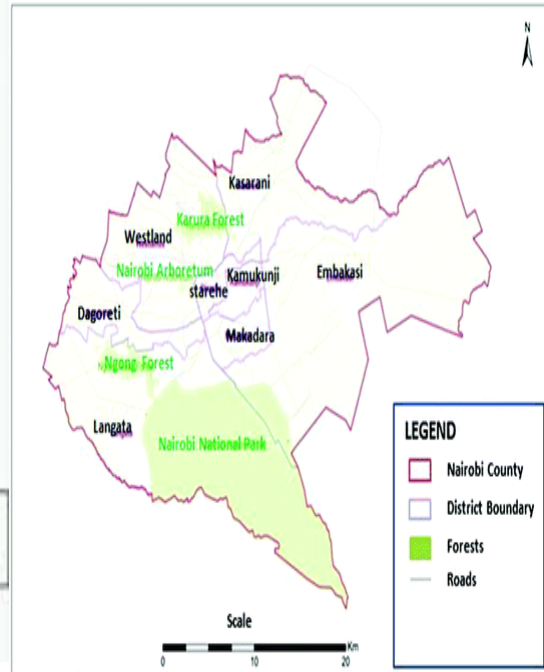 N
Kasarani
Karura Forest
Westland
Nairobi Arboretum
Kamukunji
Embakasi
starehe
Dagoreti
Makadara
Ngong Forest
Langata
Nairobi National Park
LEGEND
Nairobi County
District Boundary
Forests
Roads
Scale
Km
0 10 20